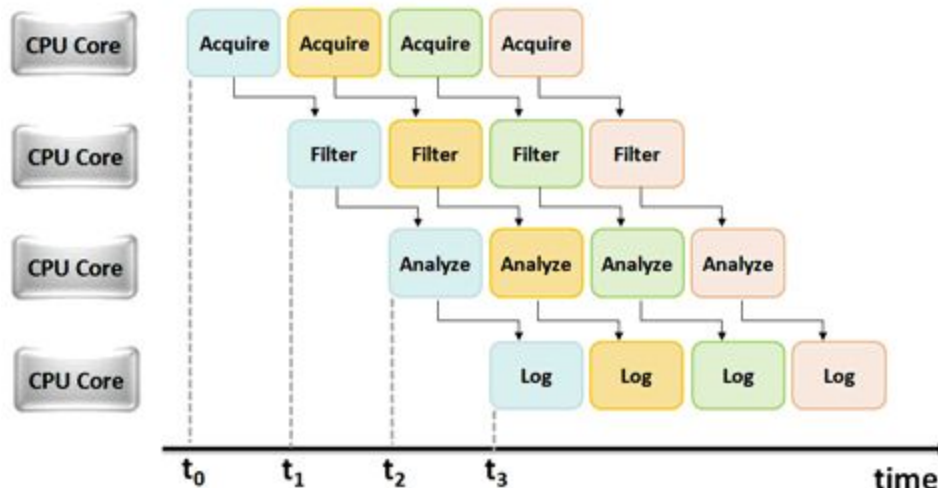 CPU Core Acquire Acquire Acquire Acquire
CPU Core Filter Filter Filter Filter
CPU Core Analyze Analyze Analyze Analyze
CPU Core Log Log Log Log
t₀ t₁ t₂ t₃ time